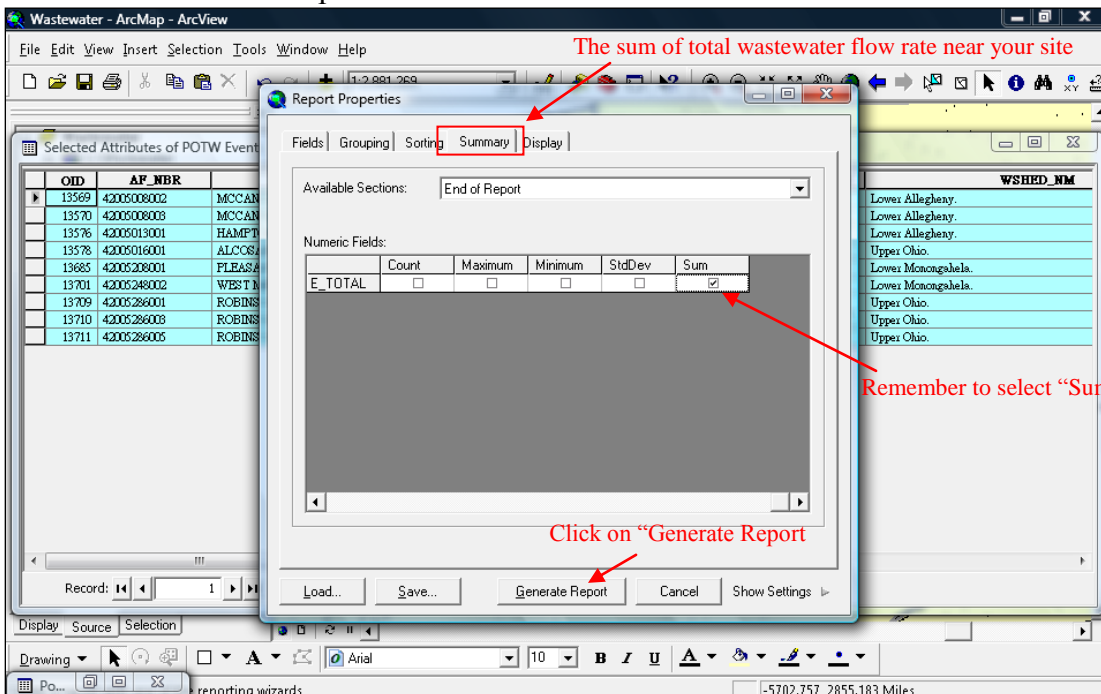 Wastewater - ArcMap - ArcView
File Edit View Insert Selection Tools Window Help
The sum of total wastewater flow rate near your site
1:2,881,269
Report Properties
Fields Grouping Sorting Summary Display
Selected Attributes of POTW Event
OID AF_NBR WSHED_NM
13569 42005008002 MCCAN Lower Allegheny.
13570 42005008003 MCCAN Lower Allegheny.
13576 42005013001 HAMPT Lower Allegheny.
13578 42005016001 ALCOSA Upper Ohio.
13685 42005208001 PLEASA Lower Monongahela.
13701 42005248002 WEST M Lower Monongahela.
13709 42005286001 ROBINS Upper Ohio.
13710 42005286003 ROBINS Upper Ohio.
13711 42005286005 ROBINS Upper Ohio.
Available Sections: End of Report
Numeric Fields:
Count Maximum Minimum StdDev Sum
E_TOTAL
Remember to select “Sum
Click on “Generate Report
Record: 1
Load... Save... Generate Report Cancel Show Settings
Display Source Selection
Drawing A Arial 10 B I U A
Po... reporting wizards
-5702.757 2855.183 Miles